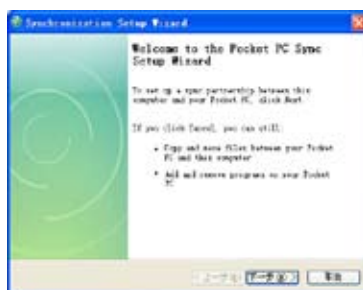 Synchronization Setup Wizard
Welcome to the Pocket PC Sync
Setup Wizard
To set up a sync partnership between this
computer and your Pocket PC, click Next.
If you click Cancel, you can still:
• Copy and move files between your Pocket
PC and this computer
• Add and remove programs on your Pocket
PC
取消